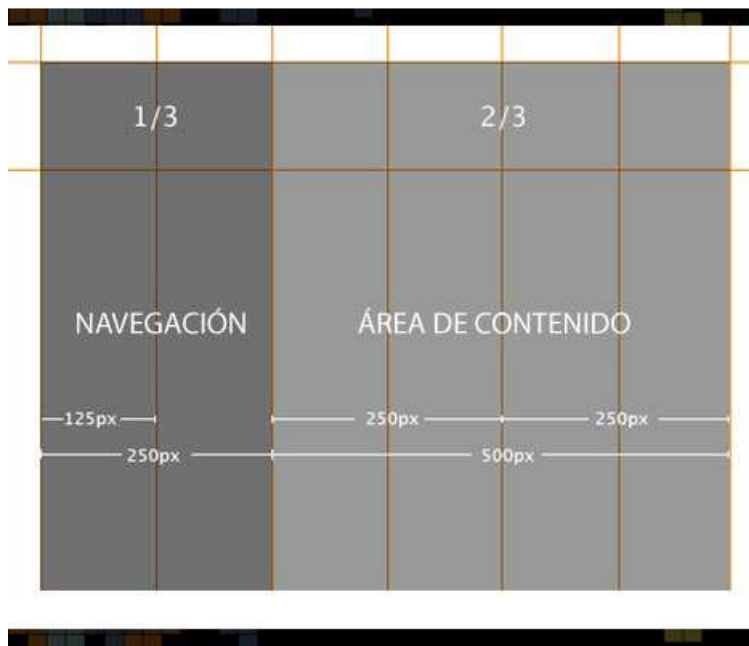 1/3
2/3
NAVEGACIÓN
ÁREA DE CONTENIDO
125px
250px
250px
250px
500px